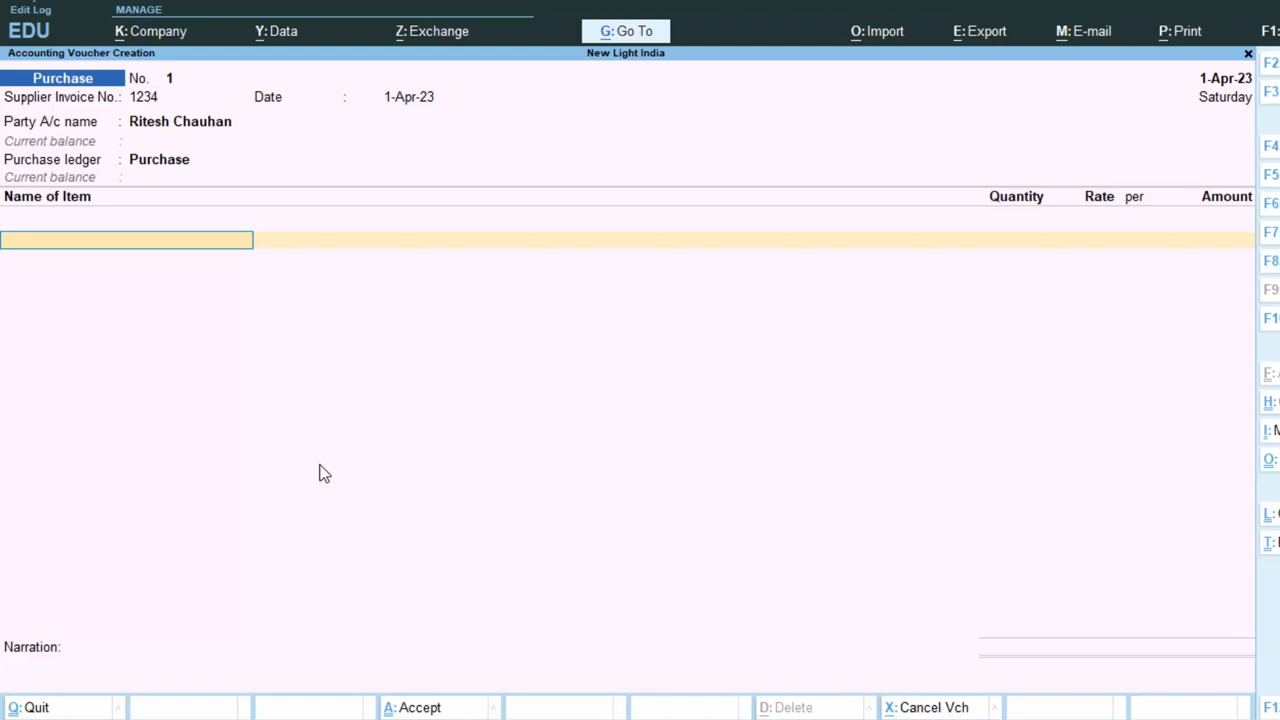 Edit Log
MANAGE
EDU
K: Company
Y: Data
Z: Exchange
G: Go To
O: Import
E: Export
M: E-mail
P: Print
F1:
Accounting Voucher Creation
New Light India
Purchase No. 1
1-Apr-23
Supplier Invoice No.: 1234 Date : 1-Apr-23
Saturday
Party A/c name : Ritesh Chauhan
Current balance :
Purchase ledger : Purchase
Current balance :
Name of Item Quantity Rate per Amount
Narration:
Q: Quit
A: Accept
D: Delete
X: Cancel Vch
F2
F3
F4
F5
F6
F7
F8
F9
F10
H:
I:
O:
L:
T: